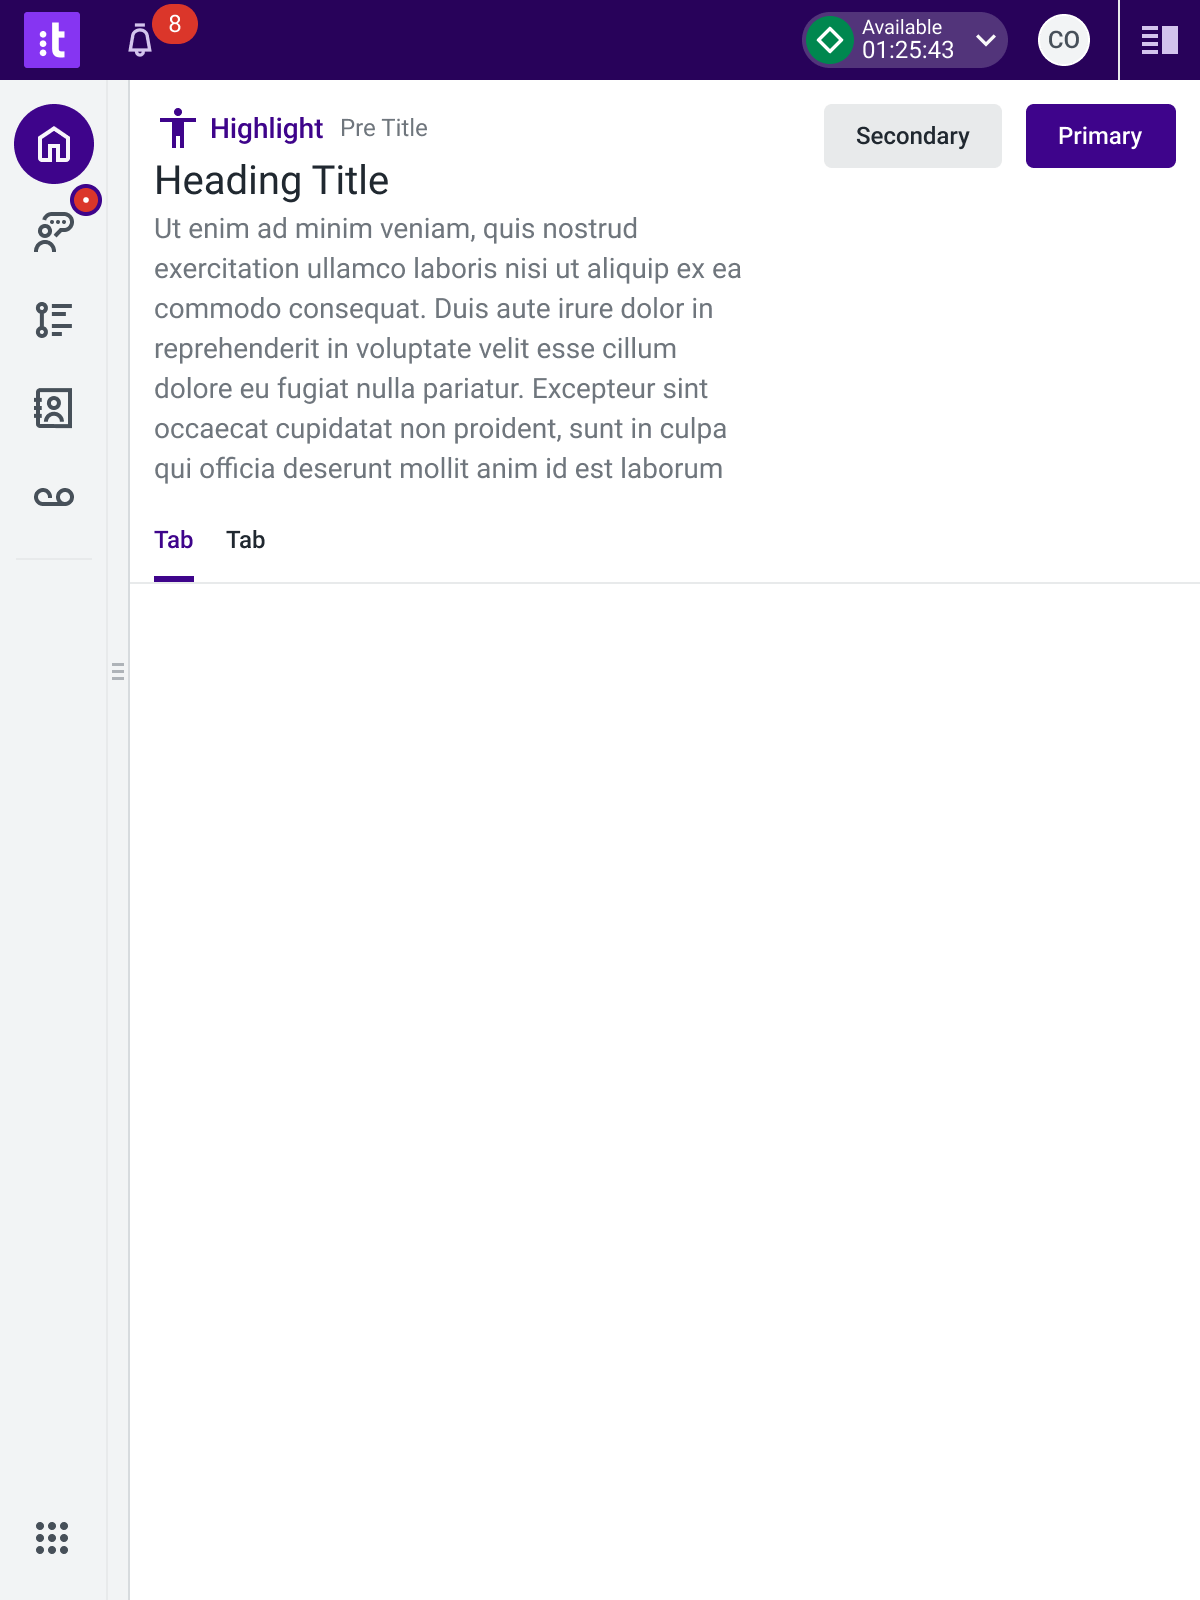 :t
8
Available
01:25:43
CO
Highlight Pre Title
Secondary
Primary
Heading Title
Ut enim ad minim veniam, quis nostrud
exercitation ullamco laboris nisi ut aliquip ex ea
commodo consequat. Duis aute irure dolor in
reprehenderit in voluptate velit esse cillum
dolore eu fugiat nulla pariatur. Excepteur sint
occaecat cupidatat non proident, sunt in culpa
qui officia deserunt mollit anim id est laborum
Tab Tab